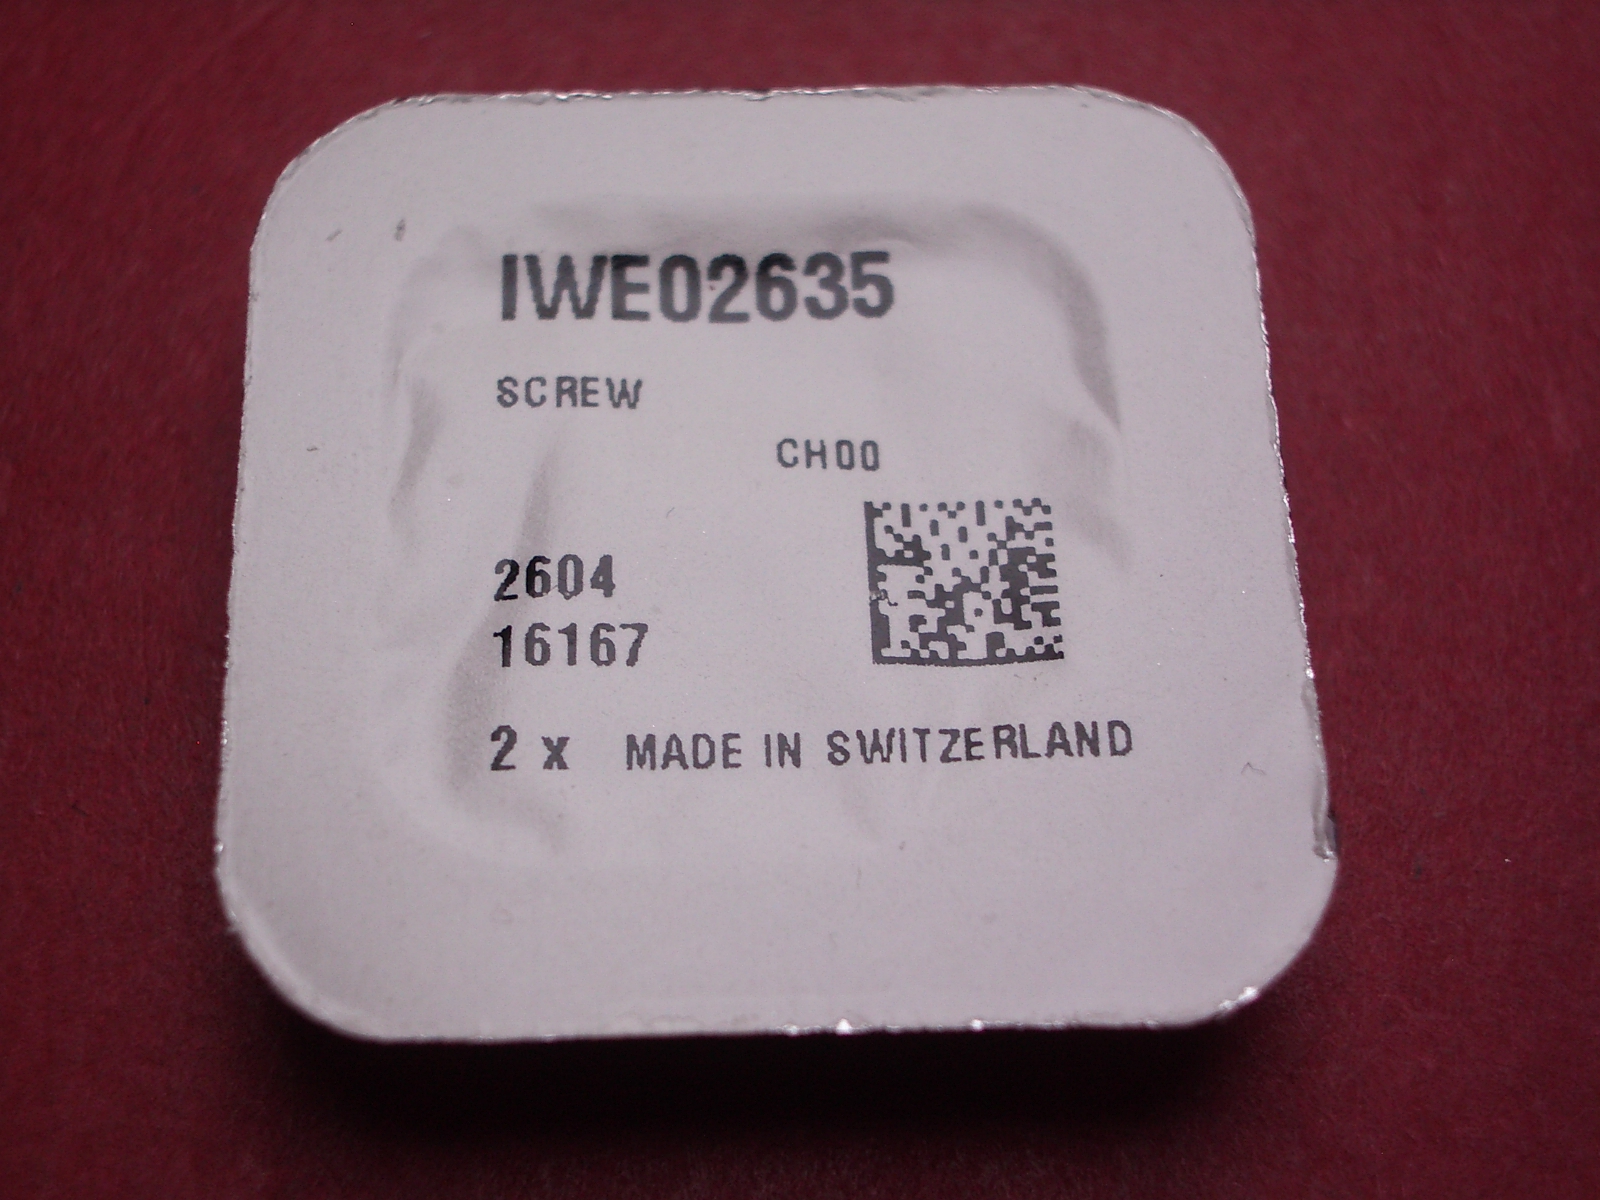 IWE02635
SCREW
CH00
2604
16167
2 x MADE IN SWITZERLAND